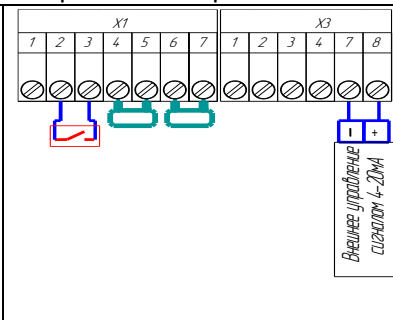 X1 X3
1 2 3 4 5 6 7 1 2 3 4 7 8
- +
Внешнее управление
сигналом 4-20мА